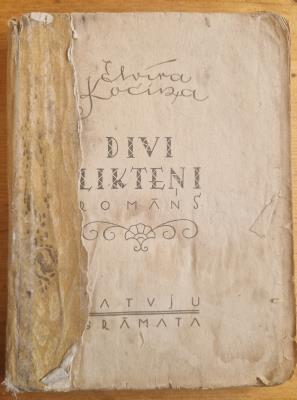 Elvīra
Kociņa
DIVI
LIKTEŅI
ROMĀNS
LATVJU
GRĀMATA